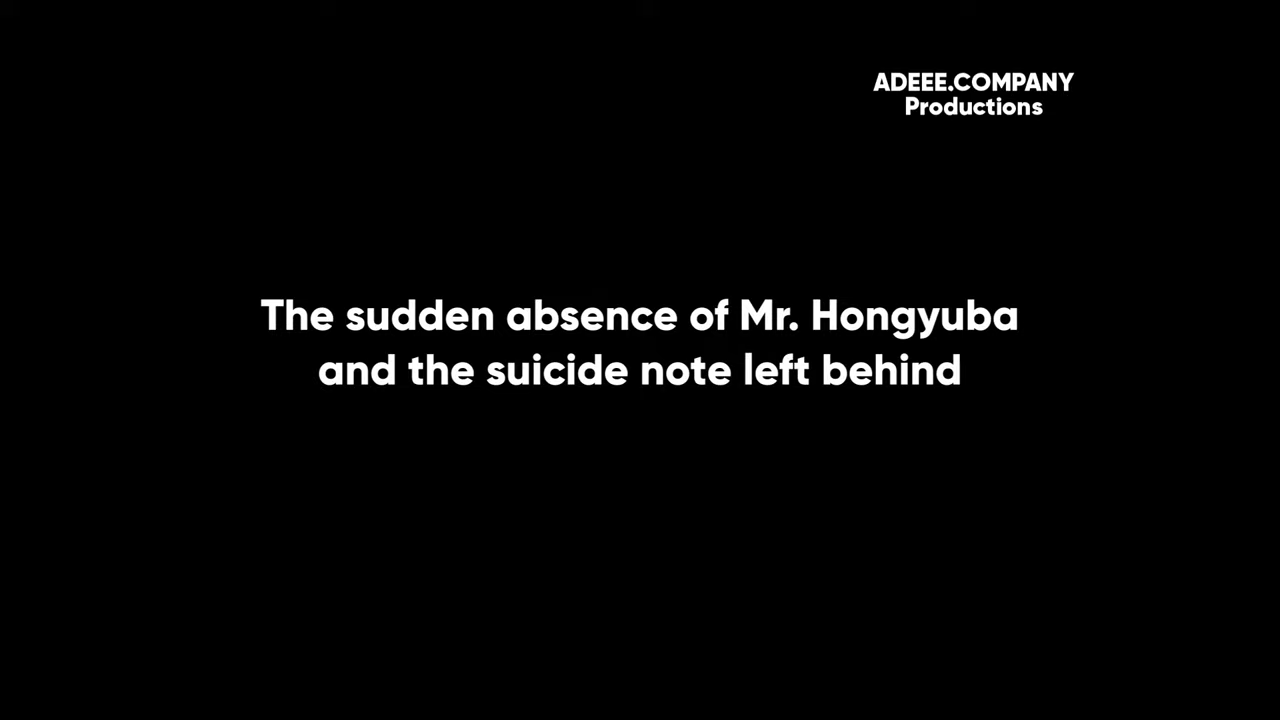 ADEEE.COMPANY
Productions
The sudden absence of Mr. Hongyuba
and the suicide note left behind